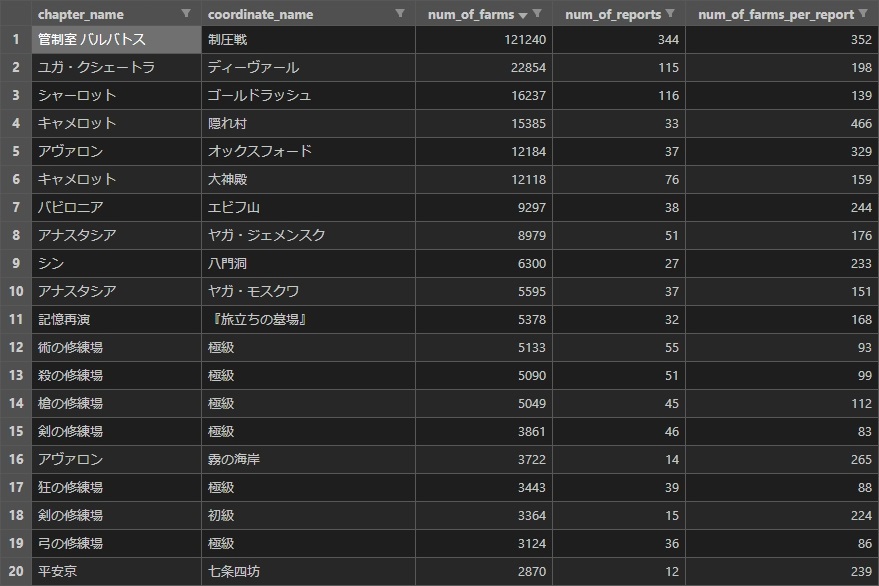 chapter_name coordinate_name num_of_farms num_of_reports num_of_farms_per_report
1 管制室 バルバトス 制圧戦 121240 344 352
2 ユガ・クシェートラ ディーヴァール 22854 115 198
3 シャーロット ゴールドラッシュ 16237 116 139
4 キャメロット 隠れ村 15385 33 466
5 アヴァロン オックスフォード 12184 37 329
6 キャメロット 大神殿 12118 76 159
7 バビロニア エビフ山 9297 38 244
8 アナスタシア ヤガ・ジェメンスク 8979 51 176
9 シン 八門洞 6300 27 233
10 アナスタシア ヤガ・モスクワ 5595 37 151
11 記憶再演 『旅立ちの墓場』 5378 32 168
12 術の修練場 極級 5133 55 93
13 殺の修練場 極級 5090 51 99
14 槍の修練場 極級 5049 45 112
15 剣の修練場 極級 3861 46 83
16 アヴァロン 霧の海岸 3722 14 265
17 狂の修練場 極級 3443 39 88
18 剣の修練場 初級 3364 15 224
19 弓の修練場 極級 3124 36 86
20 平安京 七条四坊 2870 12 239